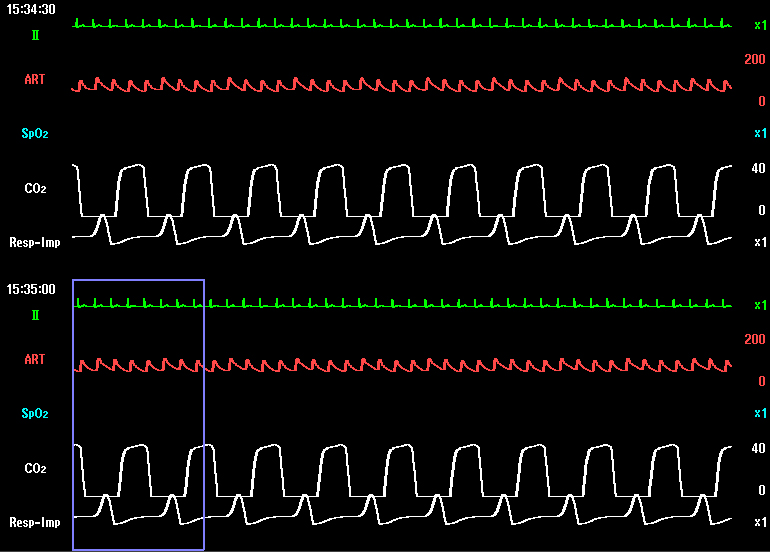 15:34:30
II x1
ART 200
0
SpO₂ x1
CO₂ 40
0
Resp-Imp x1
15:35:00
II x1
ART 200
0
SpO₂ x1
CO₂ 40
0
Resp-Imp x1